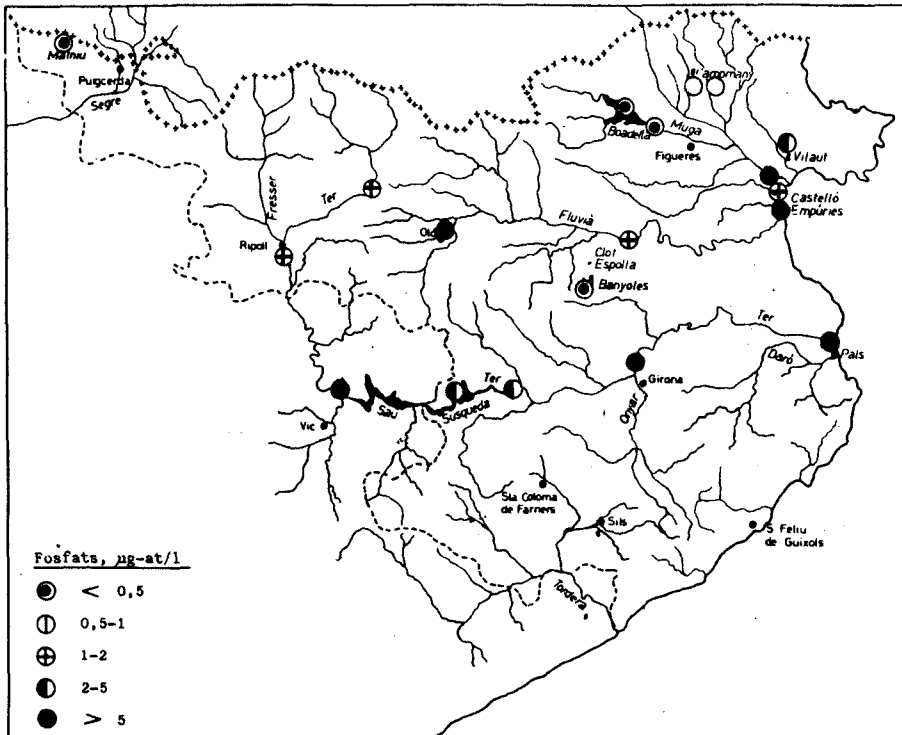 Malniu
Puigcerdà
Segre
Campmany
Boadella
Muga
Figueres
Vilaut
Castelló
Empúries
Fresser
Ter
Ripoll
Olot
Fluvià
Clot
Espolla
Banyoles
Ter
Daró
Pals
Girona
Onyar
Ter
Susqueda
Sau
Vic
Sta Coloma
de Farners
Sils
S. Feliu
de Guixols
Tordera
Fosfats, µg-at/l
< 0,5
0,5-1
1-2
2-5
> 5